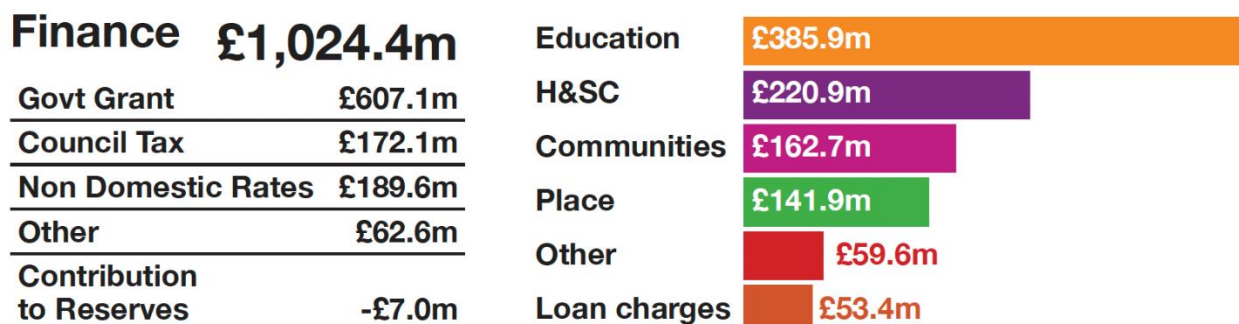 Finance £1,024.4m
Govt Grant £607.1m
Council Tax £172.1m
Non Domestic Rates £189.6m
Other £62.6m
Contribution
to Reserves -£7.0m
Education £385.9m
H&SC £220.9m
Communities £162.7m
Place £141.9m
Other £59.6m
Loan charges £53.4m